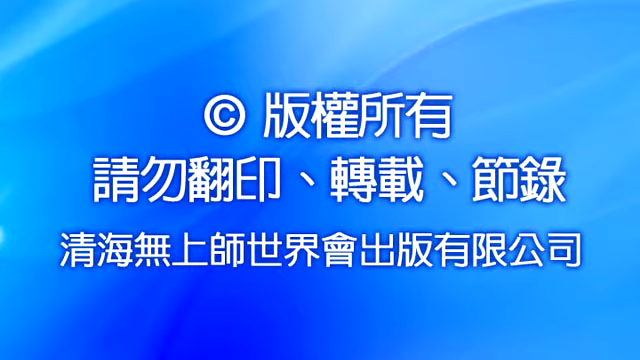 © 版權所有
請勿翻印、轉載、節錄
清海無上師世界會出版有限公司